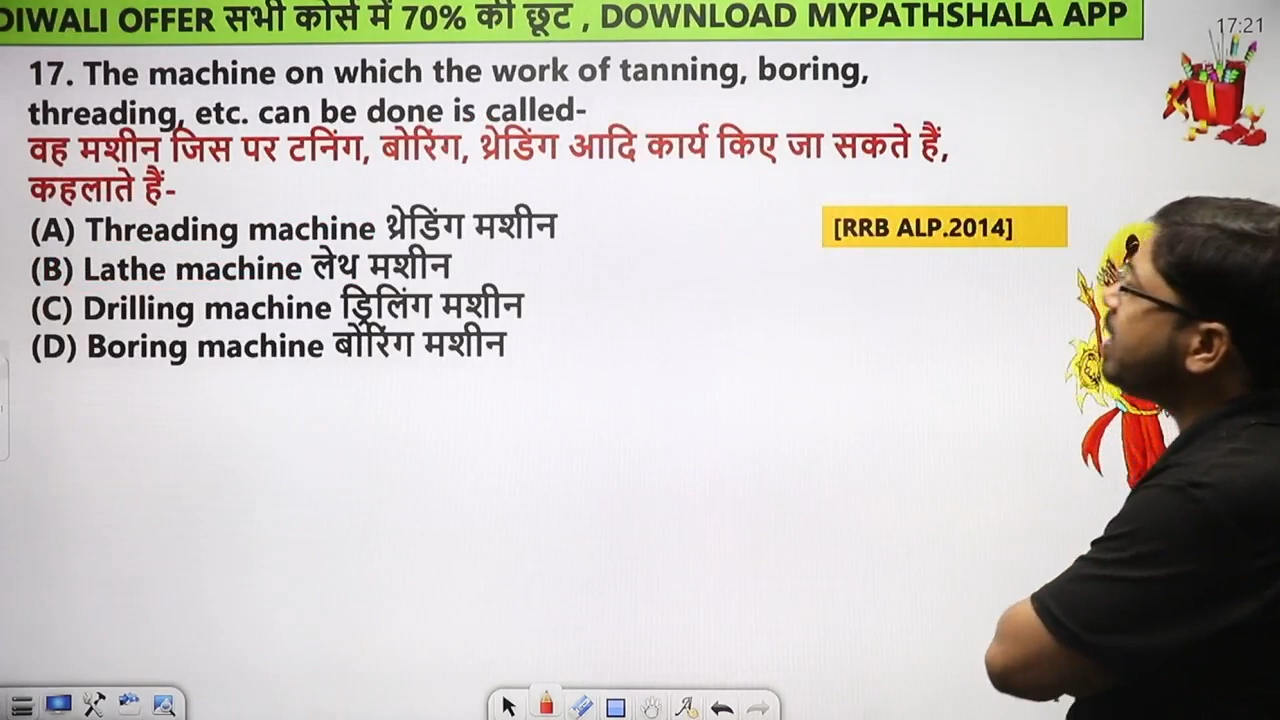 DIWALI OFFER सभी कोर्स में 70% की छूट , DOWNLOAD MYPATHSHALA APP
17:21
17. The machine on which the work of tanning, boring,
threading, etc. can be done is called-
वह मशीन जिस पर टनिंग, बोरिंग, थ्रेडिंग आदि कार्य किए जा सकते हैं,
कहलाते हैं-
(A) Threading machine थ्रेडिंग मशीन
[RRB ALP.2014]
(B) Lathe machine लेथ मशीन
(C) Drilling machine ड्रिलिंग मशीन
(D) Boring machine बोरिंग मशीन